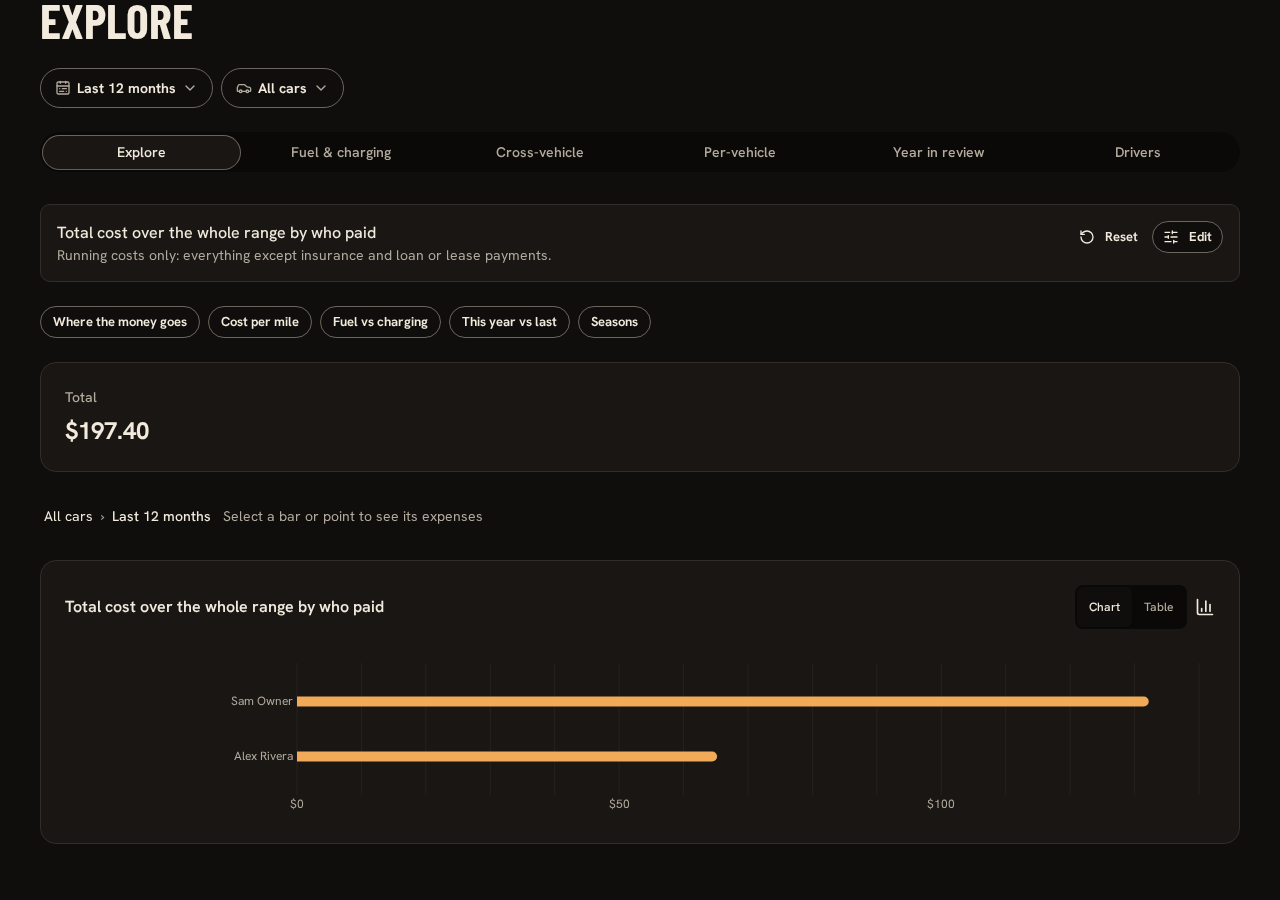 EXPLORE
Last 12 months
All cars
Explore
Fuel & charging
Cross-vehicle
Per-vehicle
Year in review
Drivers
Total cost over the whole range by who paid
Reset
Edit
Running costs only: everything except insurance and loan or lease payments.
Where the money goes
Cost per mile
Fuel vs charging
This year vs last
Seasons
Total
$197.40
All cars › Last 12 months Select a bar or point to see its expenses
Total cost over the whole range by who paid
Chart
Table
Sam Owner
Alex Rivera
$0
$50
$100